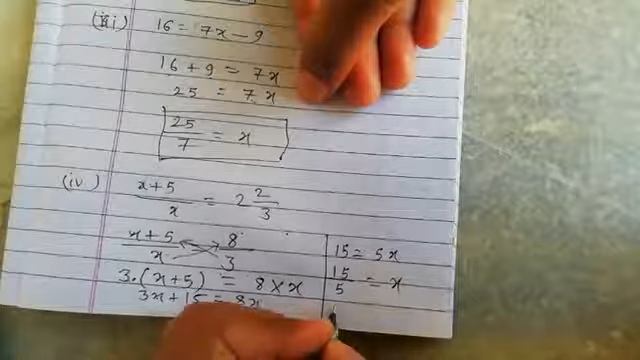 (iii) 16 = 7x - 9
16 + 9 = 7x
25 = 7x
25/7 = x
(iv) x+5/x = 2 2/3
x+5/x 8/3
3.(x+5) = 8 × x
3x + 15 = 8x
15 = 5x
15/5 = x